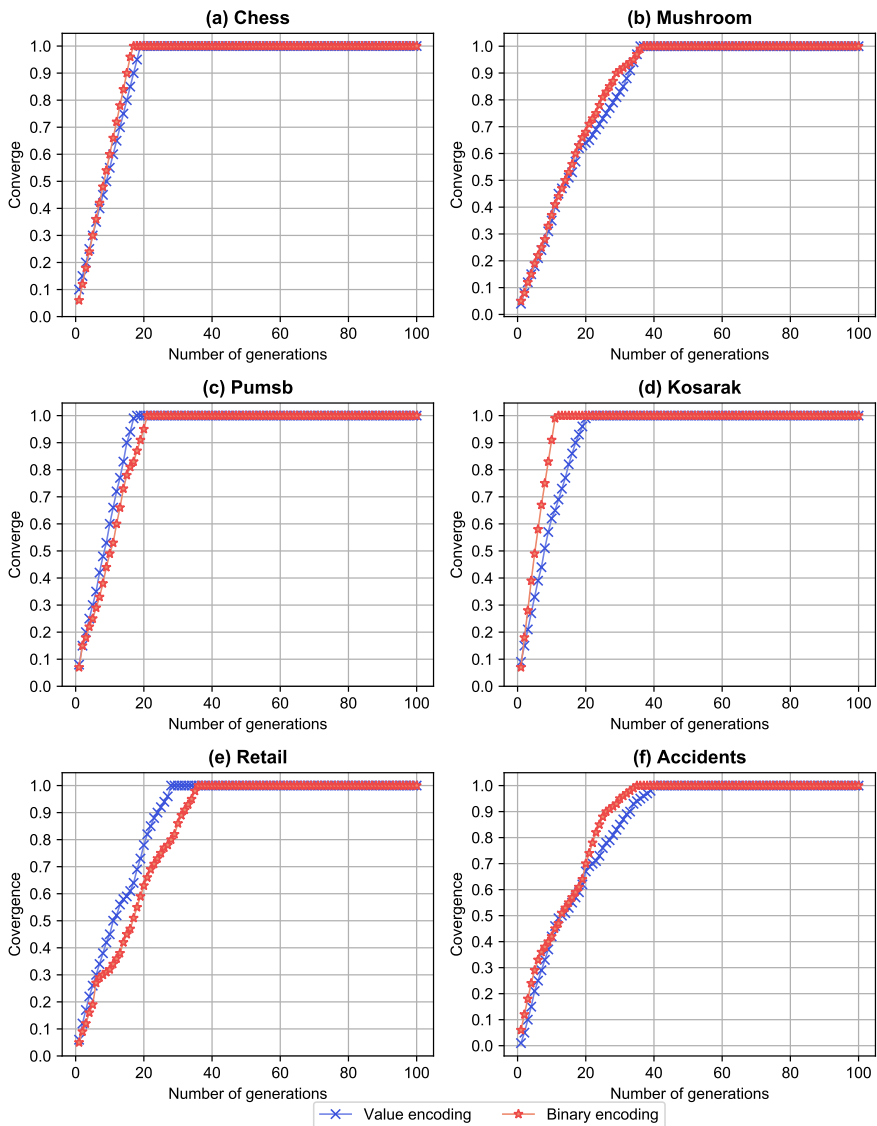 (a) Chess
1.0
0.9
0.8
0.7
0.6
0.5
0.4
0.3
0.2
0.1
0.0
Converge
0 20 40 60 80 100
Number of generations
(b) Mushroom
1.0
0.9
0.8
0.7
0.6
0.5
0.4
0.3
0.2
0.1
0.0
Converge
0 20 40 60 80 100
Number of generations
(c) Pumsb
1.0
0.9
0.8
0.7
0.6
0.5
0.4
0.3
0.2
0.1
0.0
Converge
0 20 40 60 80 100
Number of generations
(d) Kosarak
1.0
0.9
0.8
0.7
0.6
0.5
0.4
0.3
0.2
0.1
0.0
Converge
0 20 40 60 80 100
Number of generations
(e) Retail
1.0
0.9
0.8
0.7
0.6
0.5
0.4
0.3
0.2
0.1
0.0
Covergence
0 20 40 60 80 100
Number of generations
(f) Accidents
1.0
0.9
0.8
0.7
0.6
0.5
0.4
0.3
0.2
0.1
0.0
Covergence
0 20 40 60 80 100
Number of generations
Value encoding Binary encoding